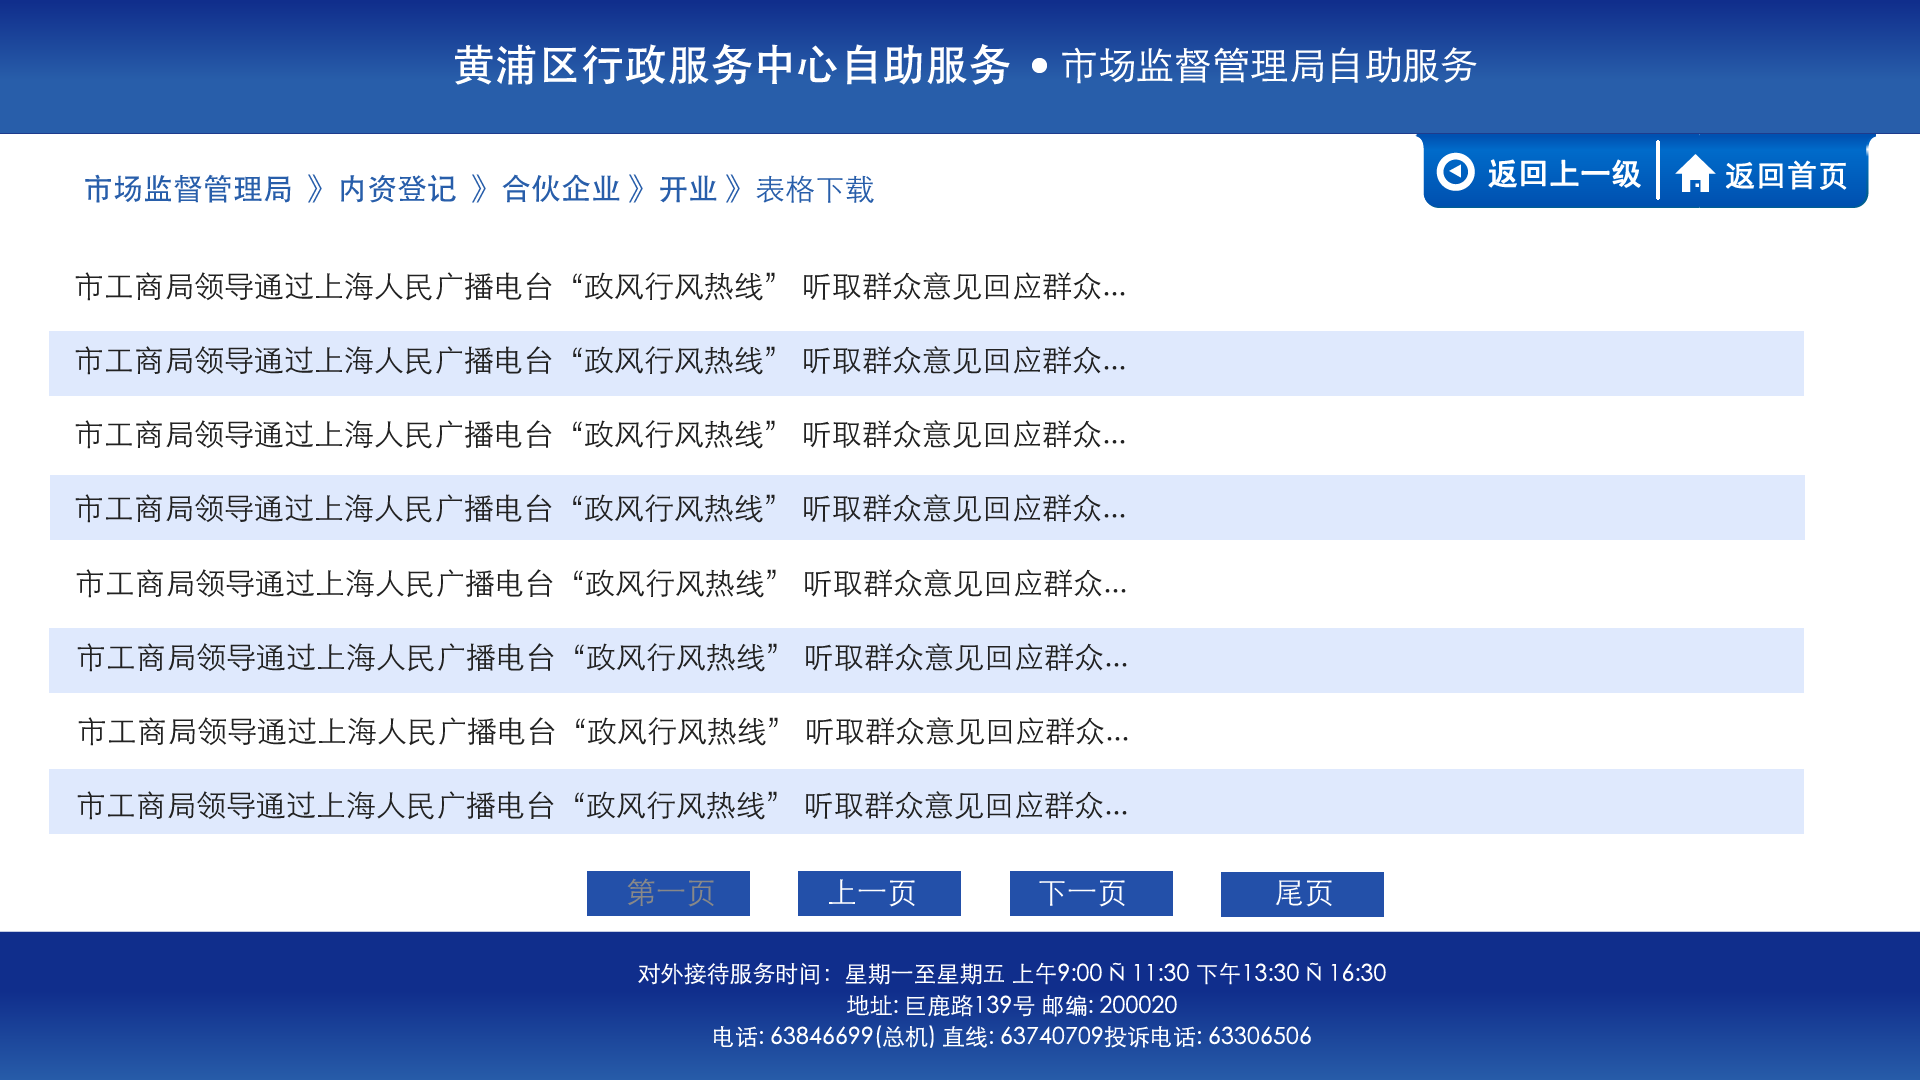 黄浦区行政服务中心自助服务 • 市场监督管理局自助服务
返回上一级 返回首页
市场监督管理局 》内资登记 》合伙企业 》开业 》表格下载
市工商局领导通过上海人民广播电台“政风行风热线” 听取群众意见回应群众...
市工商局领导通过上海人民广播电台“政风行风热线” 听取群众意见回应群众...
市工商局领导通过上海人民广播电台“政风行风热线” 听取群众意见回应群众...
市工商局领导通过上海人民广播电台“政风行风热线” 听取群众意见回应群众...
市工商局领导通过上海人民广播电台“政风行风热线” 听取群众意见回应群众...
市工商局领导通过上海人民广播电台“政风行风热线” 听取群众意见回应群众...
市工商局领导通过上海人民广播电台“政风行风热线” 听取群众意见回应群众...
市工商局领导通过上海人民广播电台“政风行风热线” 听取群众意见回应群众...
第一页 上一页 下一页 尾页
对外接待服务时间：星期一至星期五 上午9:00 Ñ 11:30 下午13:30 Ñ 16:30
地址: 巨鹿路139号 邮编: 200020
电话: 63846699(总机) 直线: 63740709投诉电话: 63306506